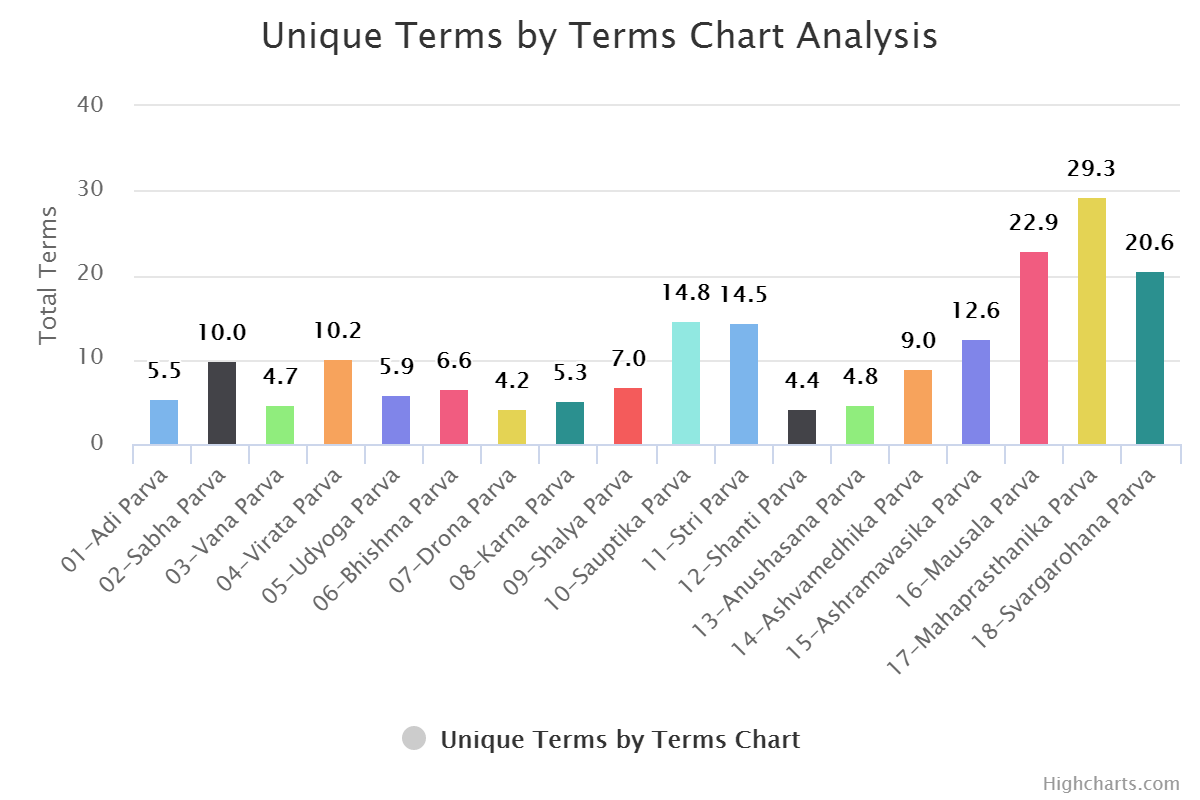 Unique Terms by Terms Chart Analysis
Total Terms
40
30
20
10
0
5.5
10.0
4.7
10.2
5.9
6.6
4.2
5.3
7.0
14.8
14.5
4.4
4.8
9.0
12.6
22.9
29.3
20.6
01-Adi Parva
02-Sabha Parva
03-Vana Parva
04-Virata Parva
05-Udyoga Parva
06-Bhishma Parva
07-Drona Parva
08-Karna Parva
09-Shalya Parva
10-Sauptika Parva
11-Stri Parva
12-Shanti Parva
13-Anushasana Parva
14-Ashvamedhika Parva
15-Ashramavasika Parva
16-Mausala Parva
17-Mahaprasthanika Parva
18-Svargarohana Parva
Unique Terms by Terms Chart
Highcharts.com